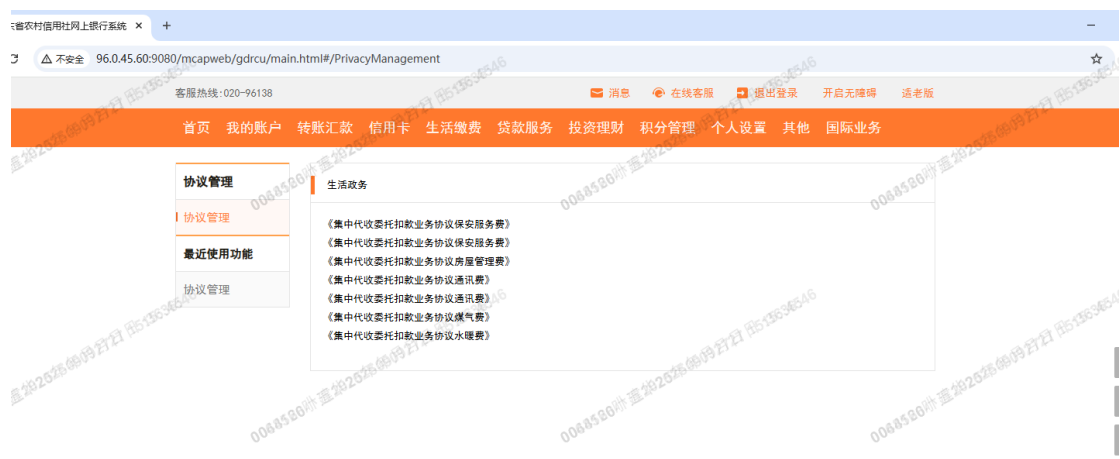 省农村信用社网上银行系统 × +
不安全 96.0.45.60:9080/mcapweb/gdrcu/main.html#/PrivacyManagement
客服热线:020-96138 消息 在线客服 退出登录 开启无障碍 适老版
首页 我的账户 转账汇款 信用卡 生活缴费 贷款服务 投资理财 积分管理 个人设置 其他 国际业务
协议管理
协议管理
最近使用功能
协议管理
生活政务
《集中代收委托扣款业务协议保安服务费》
《集中代收委托扣款业务协议保安服务费》
《集中代收委托扣款业务协议房屋管理费》
《集中代收委托扣款业务协议通讯费》
《集中代收委托扣款业务协议通讯费》
《集中代收委托扣款业务协议煤气费》
《集中代收委托扣款业务协议水暖费》